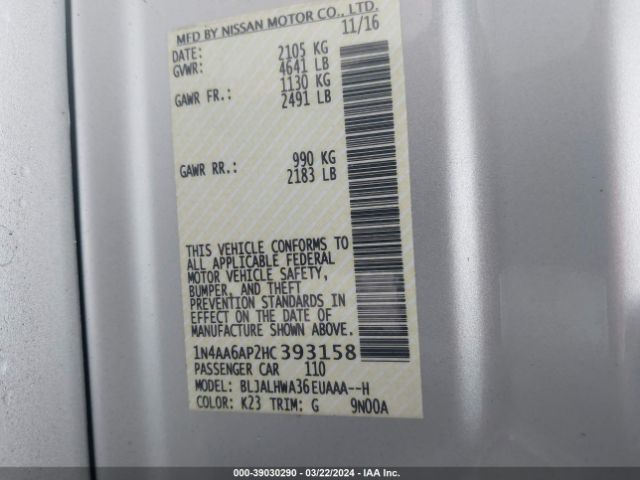 MFD BY NISSAN MOTOR CO., LTD.
11/16
DATE: 2105 KG
GVWR: 4641 LB
1130 KG
GAWR FR.: 2491 LB
990 KG
GAWR RR.: 2183 LB
THIS VEHICLE CONFORMS TO
ALL APPLICABLE FEDERAL
MOTOR VEHICLE SAFETY,
BUMPER, AND THEFT
PREVENTION STANDARDS IN
EFFECT ON THE DATE OF
MANUFACTURE SHOWN ABOVE.
1N4AA6AP2HC393158
PASSENGER CAR 110
MODEL: BLJALHWA36EUAAA--H
COLOR: K23 TRIM: G 9N00A
000-39030290 - 03/22/2024 - IAA Inc.